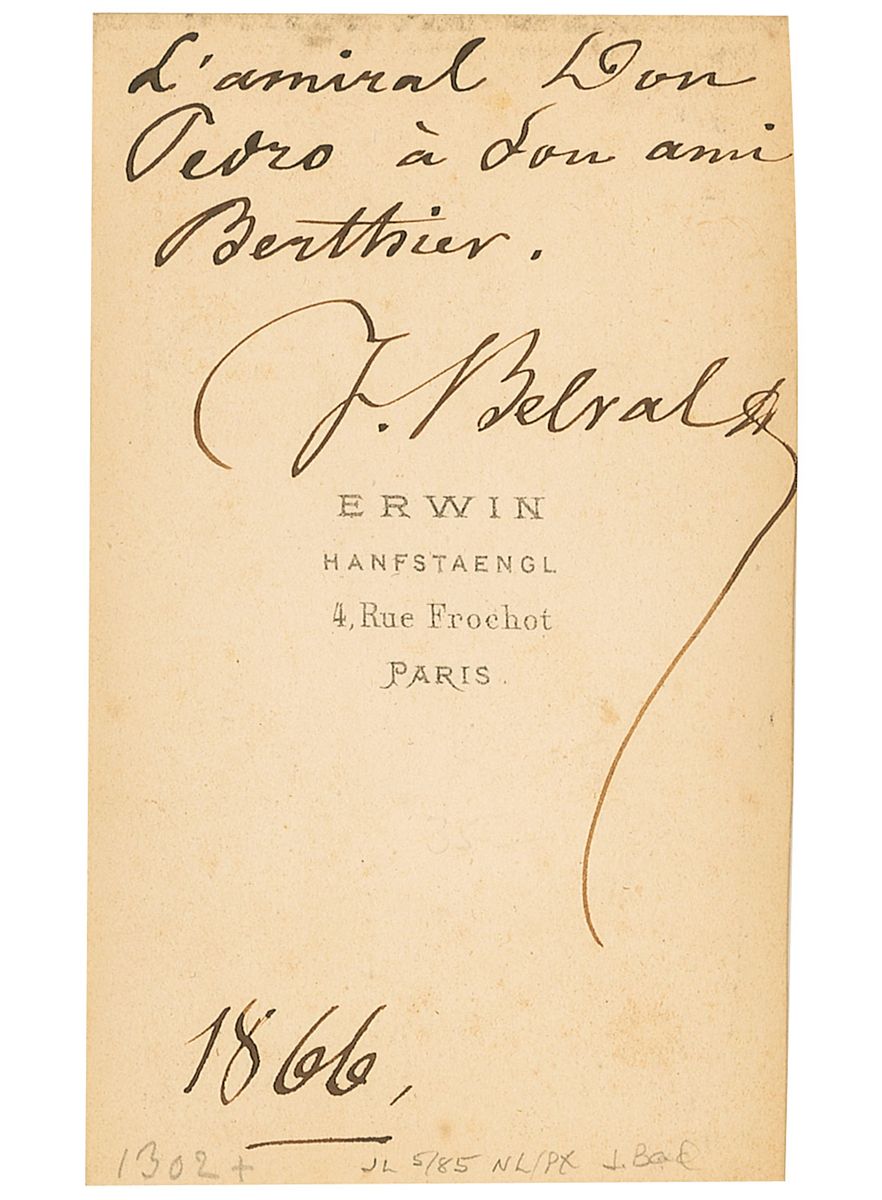 L'amiral Don
Pedro à son ami
Berthier.
J. Belval
ERWIN
HANFSTAENGL
4, Rue Frochot
PARIS.
35
1866,
1302+
JL 5/85 NL/PX